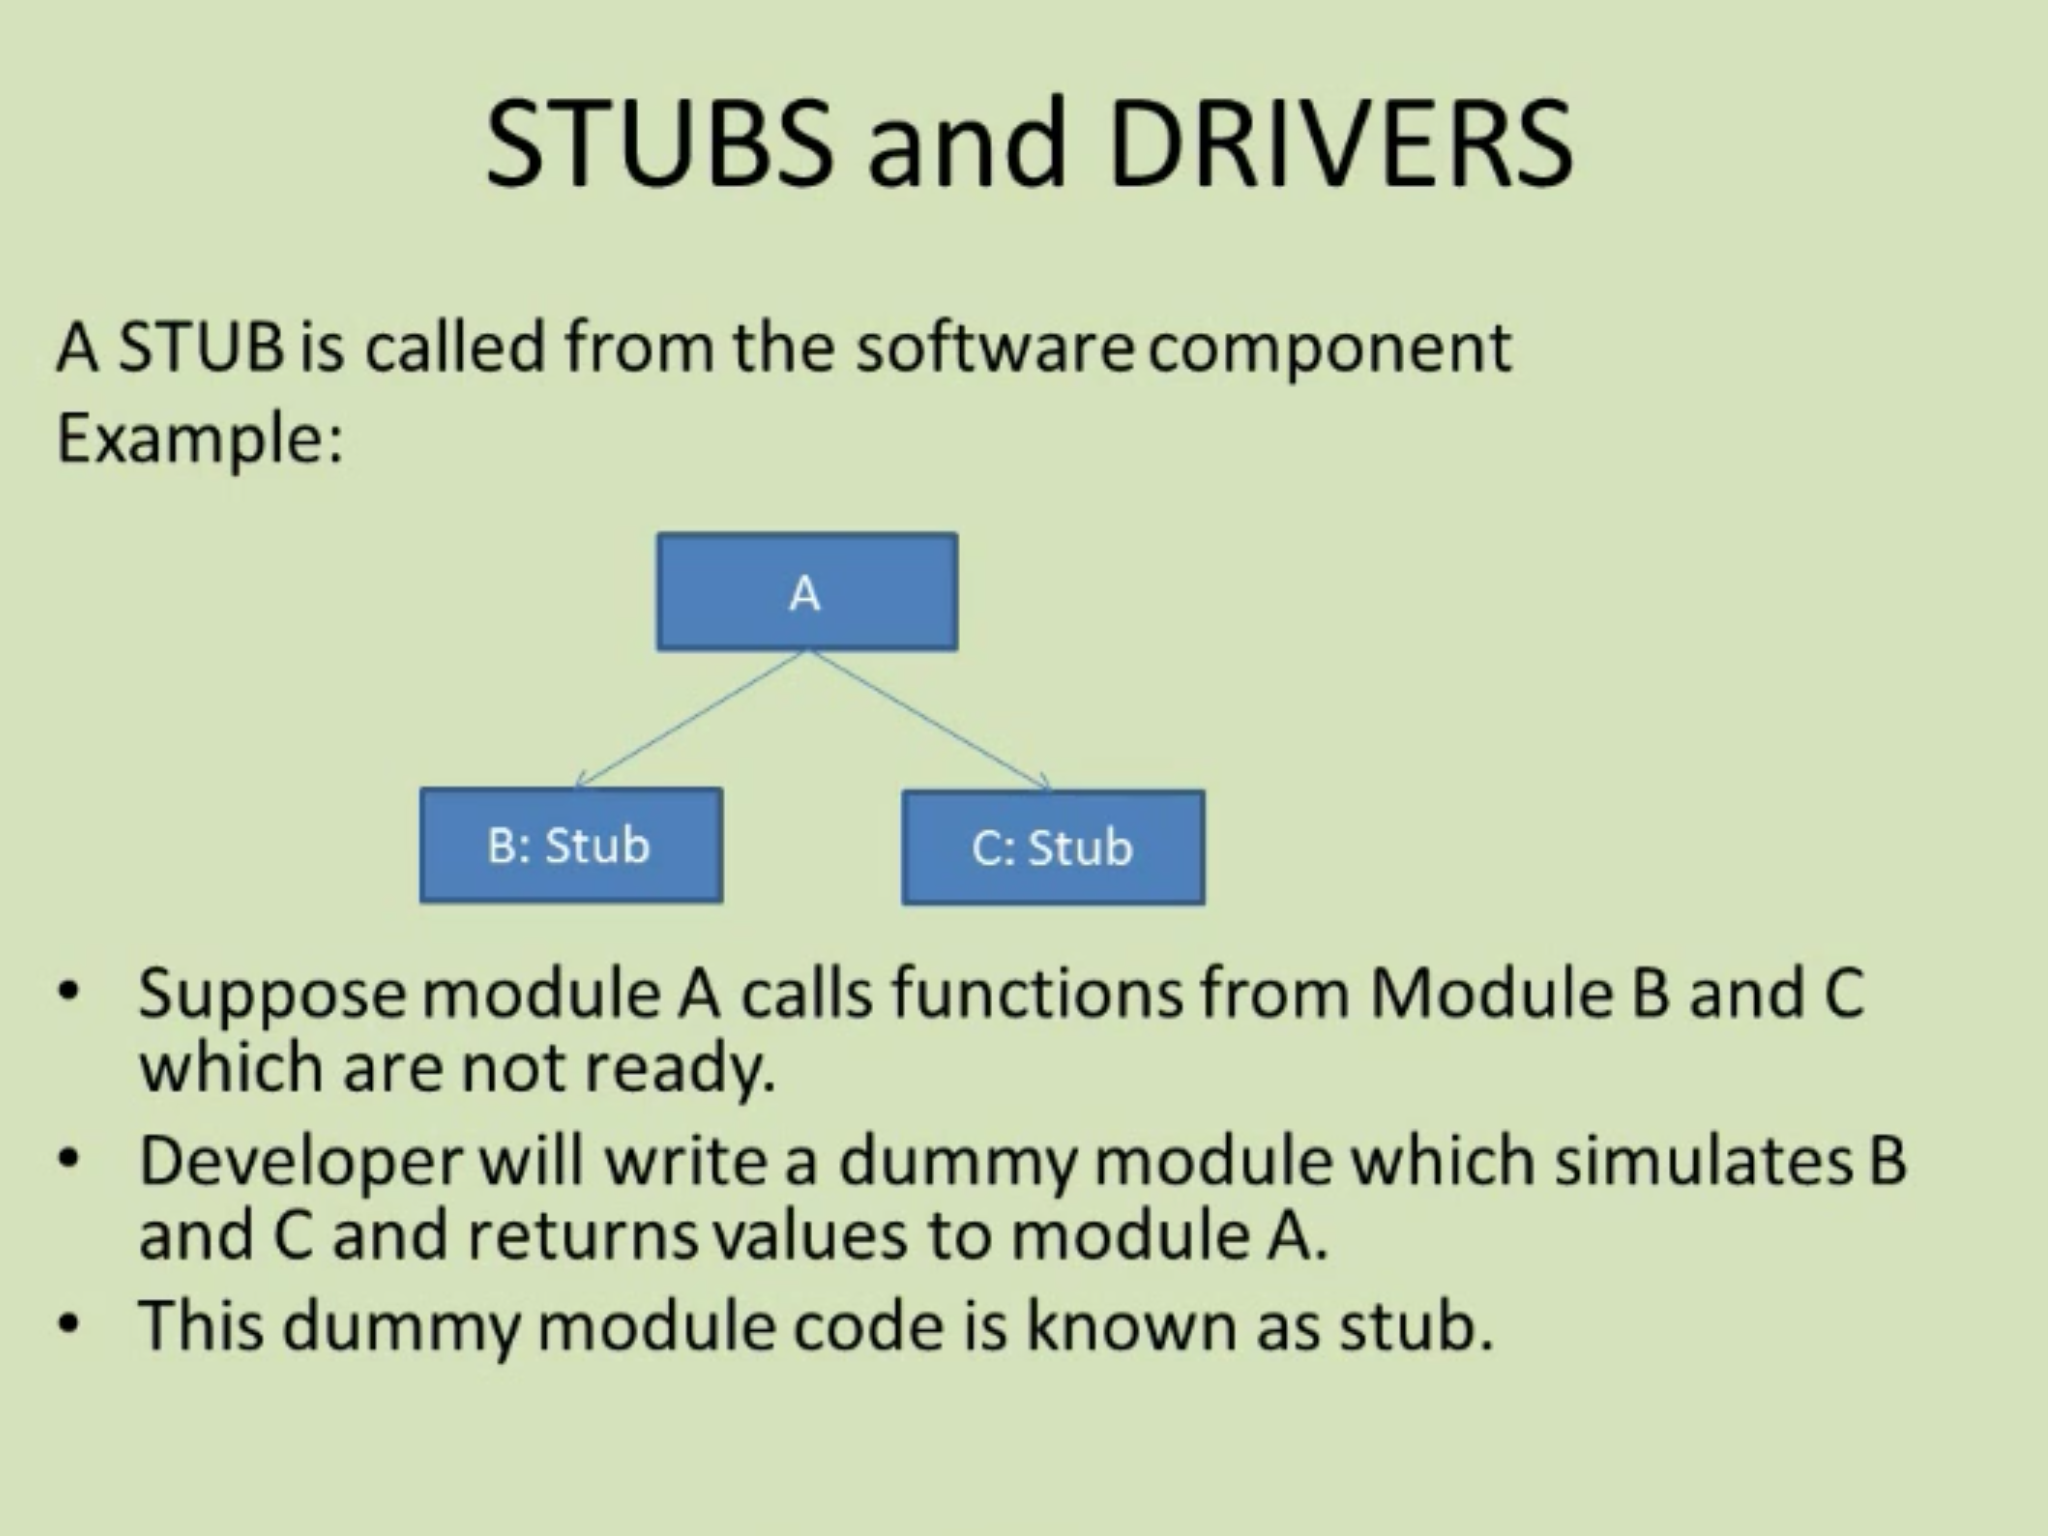 STUBS and DRIVERS
A STUB is called from the software component
Example:
A
B: Stub
C: Stub
• Suppose module A calls functions from Module B and C
which are not ready.
• Developer will write a dummy module which simulates B
and C and returns values to module A.
• This dummy module code is known as stub.